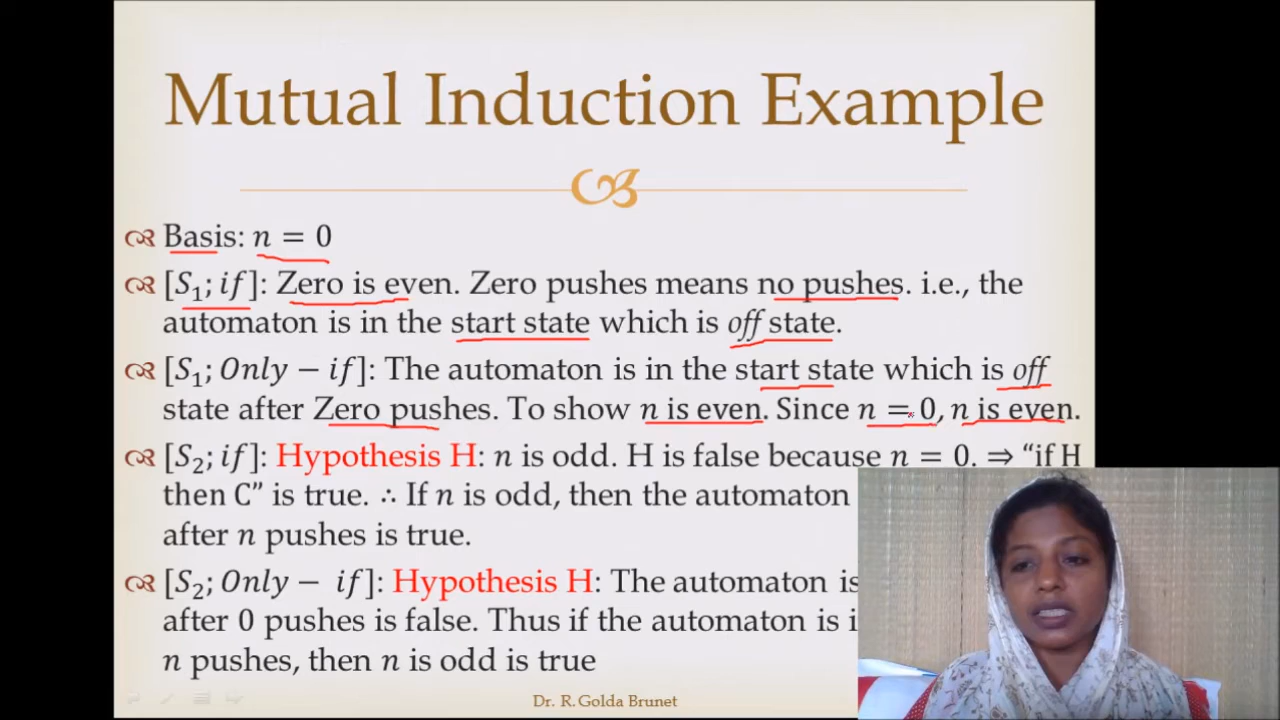 Mutual Induction Example
Basis: n = 0
[S₁; if]: Zero is even. Zero pushes means no pushes. i.e., the
automaton is in the start state which is off state.
[S₁; Only − if]: The automaton is in the start state which is off
state after Zero pushes. To show n is even. Since n = 0, n is even.
[S₂; if]: Hypothesis H: n is odd. H is false because n = 0. ⇒ “if H
then C” is true. ∴ If n is odd, then the automaton
after n pushes is true.
[S₂; Only − if]: Hypothesis H: The automaton is
after 0 pushes is false. Thus if the automaton is i
n pushes, then n is odd is true
Dr. R. Golda Brunet